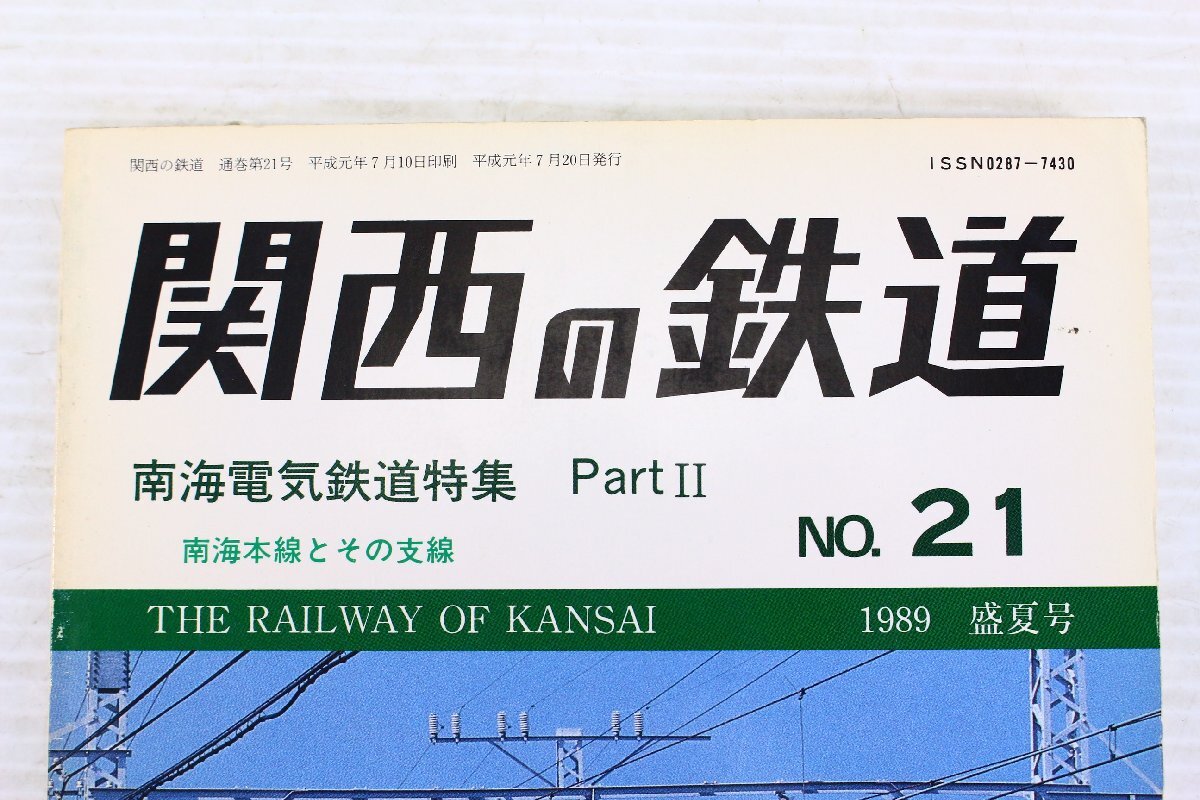 関西の鉄道 通巻第21号 平成元年7月10日印刷 平成元年7月20日発行
ISSN0287-7430
関西の鉄道
南海電気鉄道特集 Part II
南海本線とその支線
NO. 21
THE RAILWAY OF KANSAI 1989 盛夏号